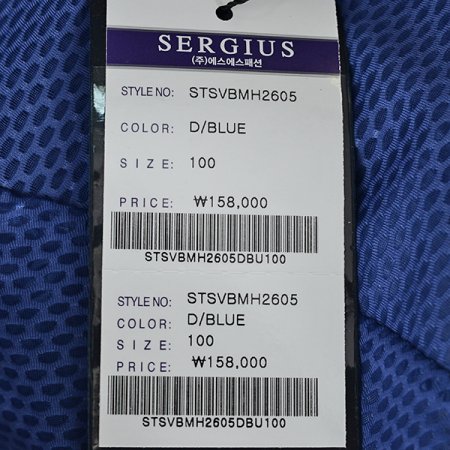 SERGIUS
(주)에스에스패션
STYLE NO: STSVBMH2605
COLOR: D/BLUE
SIZE: 100
PRICE: ₩158,000
STSVBMH2605DBU100
STYLE NO: STSVBMH2605
COLOR: D/BLUE
SIZE: 100
PRICE: ₩158,000
STSVBMH2605DBU100